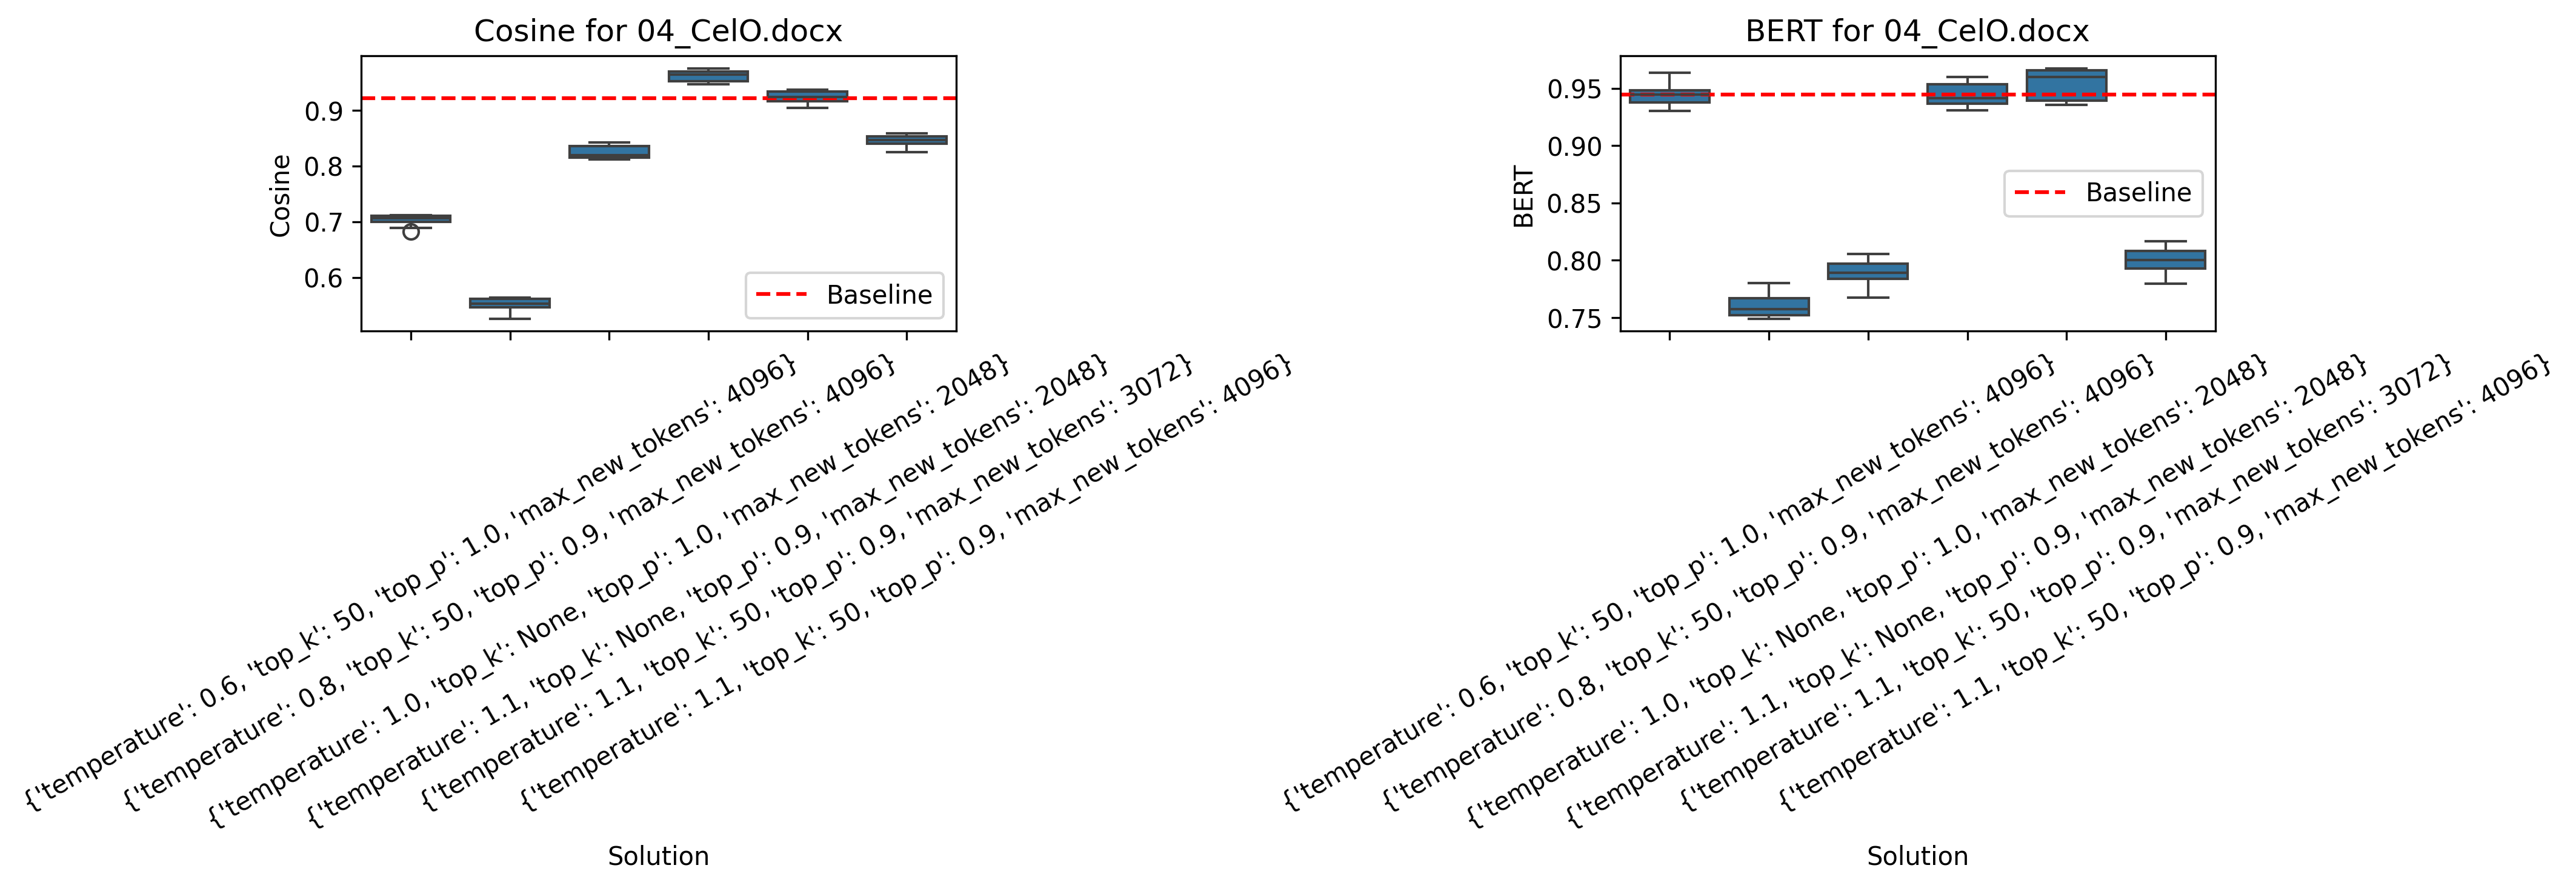 Cosine for 04_CelO.docx
Cosine
0.9
0.8
0.7
0.6
Baseline
{'temperature': 0.6, 'top_k': 50, 'top_p': 1.0, 'max_new_tokens': 4096}
{'temperature': 0.8, 'top_k': 50, 'top_p': 0.9, 'max_new_tokens': 4096}
{'temperature': 1.0, 'top_k': None, 'top_p': 1.0, 'max_new_tokens': 2048}
{'temperature': 1.1, 'top_k': None, 'top_p': 0.9, 'max_new_tokens': 2048}
{'temperature': 1.1, 'top_k': 50, 'top_p': 0.9, 'max_new_tokens': 3072}
{'temperature': 1.1, 'top_k': 50, 'top_p': 0.9, 'max_new_tokens': 4096}
Solution
BERT for 04_CelO.docx
BERT
0.95
0.90
0.85
0.80
0.75
Baseline
{'temperature': 0.6, 'top_k': 50, 'top_p': 1.0, 'max_new_tokens': 4096}
{'temperature': 0.8, 'top_k': 50, 'top_p': 0.9, 'max_new_tokens': 4096}
{'temperature': 1.0, 'top_k': None, 'top_p': 1.0, 'max_new_tokens': 2048}
{'temperature': 1.1, 'top_k': None, 'top_p': 0.9, 'max_new_tokens': 2048}
{'temperature': 1.1, 'top_k': 50, 'top_p': 0.9, 'max_new_tokens': 3072}
{'temperature': 1.1, 'top_k': 50, 'top_p': 0.9, 'max_new_tokens': 4096}
Solution